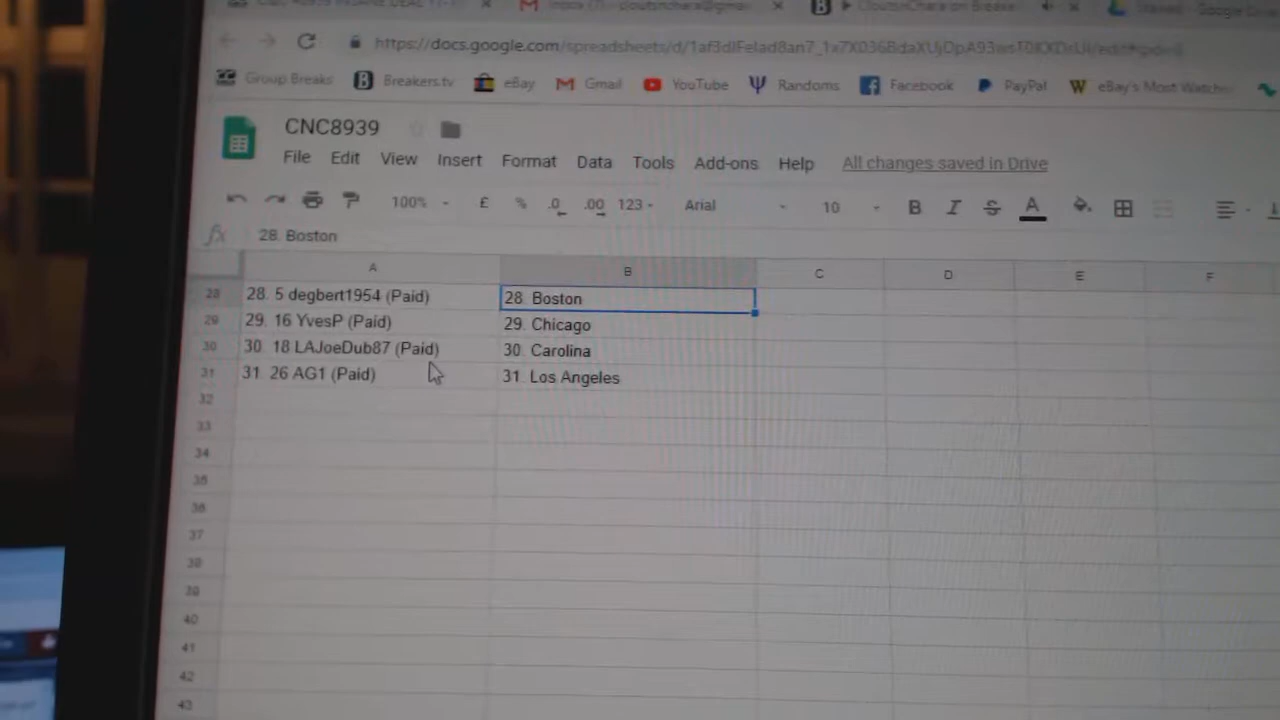 https://docs.google.com/spreadsheets/d/
Group Breaks Breakers.tv eBay Gmail YouTube Randoms Facebook PayPal eBay's Most
CNC8939
File Edit View Insert Format Data Tools Add-ons Help All changes saved in Drive
100% £ % .0 .00 123 Arial 10 B I S A
fx 28. Boston
A B C D E F
28 28. 5 degbert1954 (Paid) 28. Boston
29 29. 16 YvesP (Paid) 29. Chicago
30 30. 18 LAJoeDub87 (Paid) 30. Carolina
31 31. 26 AG1 (Paid) 31. Los Angeles
32
33
34
35
36
37
38
39
40
41
42
43